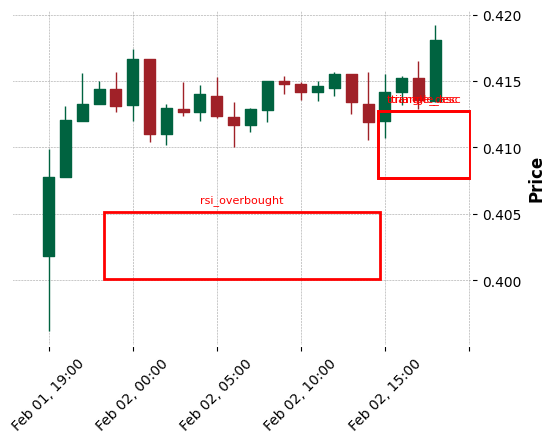 0.420
0.415
0.410
0.405
0.400
Price
rsi_overbought
Feb 01, 19:00
Feb 02, 00:00
Feb 02, 05:00
Feb 02, 10:00
Feb 02, 15:00